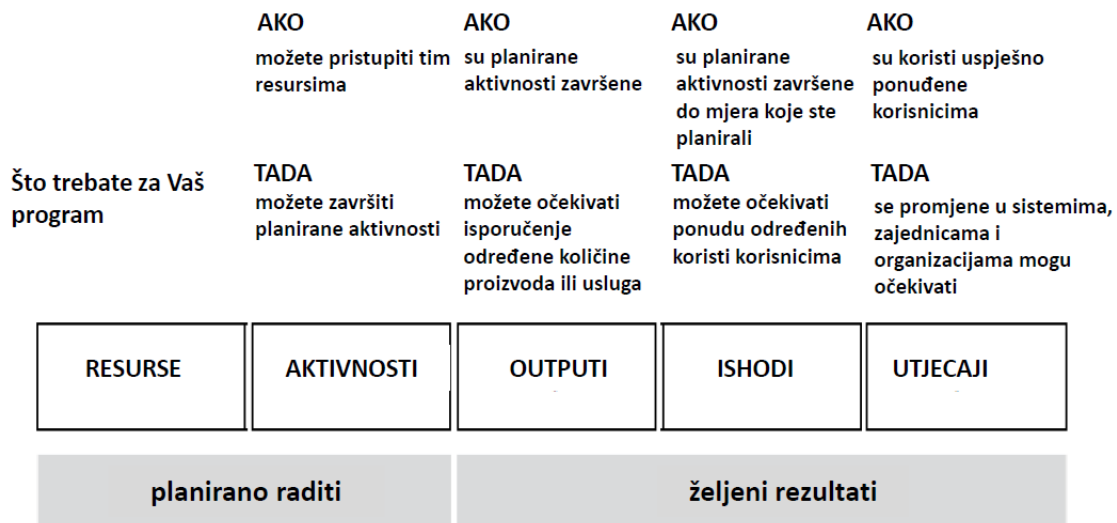 AKO
možete pristupiti tim
resursima
AKO
su planirane
aktivnosti završene
AKO
su planirane
aktivnosti završene
do mjera koje ste
planirali
AKO
su koristi uspješno
ponuđene
korisnicima
Što trebate za Vaš
program
TADA
možete završiti
planirane aktivnosti
TADA
možete očekivati
isporučenje
određene količine
proizvoda ili usluga
TADA
možete očekivati
ponudu određenih
koristi korisnicima
TADA
se promjene u sistemima,
zajednicama i
organizacijama mogu
očekivati
RESURSE
AKTIVNOSTI
OUTPUTI
ISHODI
UTJECAJI
planirano raditi
željeni rezultati